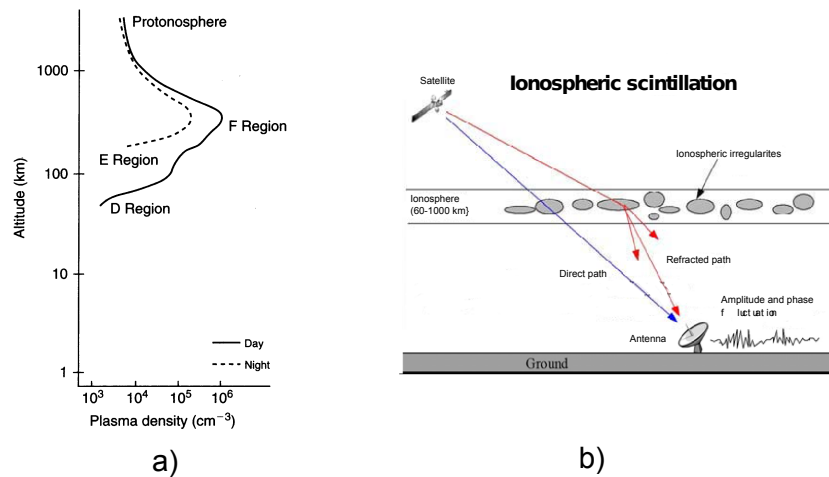 Protonosphere
1000
F Region
E Region
100
D Region
Altitude (km)
10
Day
Night
1
10³ 10⁴ 10⁵ 10⁶
Plasma density (cm⁻³)
a)
Ionospheric scintillation
Satellite
Ionospheric irregularites
Ionosphere
(60-1000 km}
Refracted path
Direct path
Amplitude and phase
f luctuation
Antenna
Ground
b)